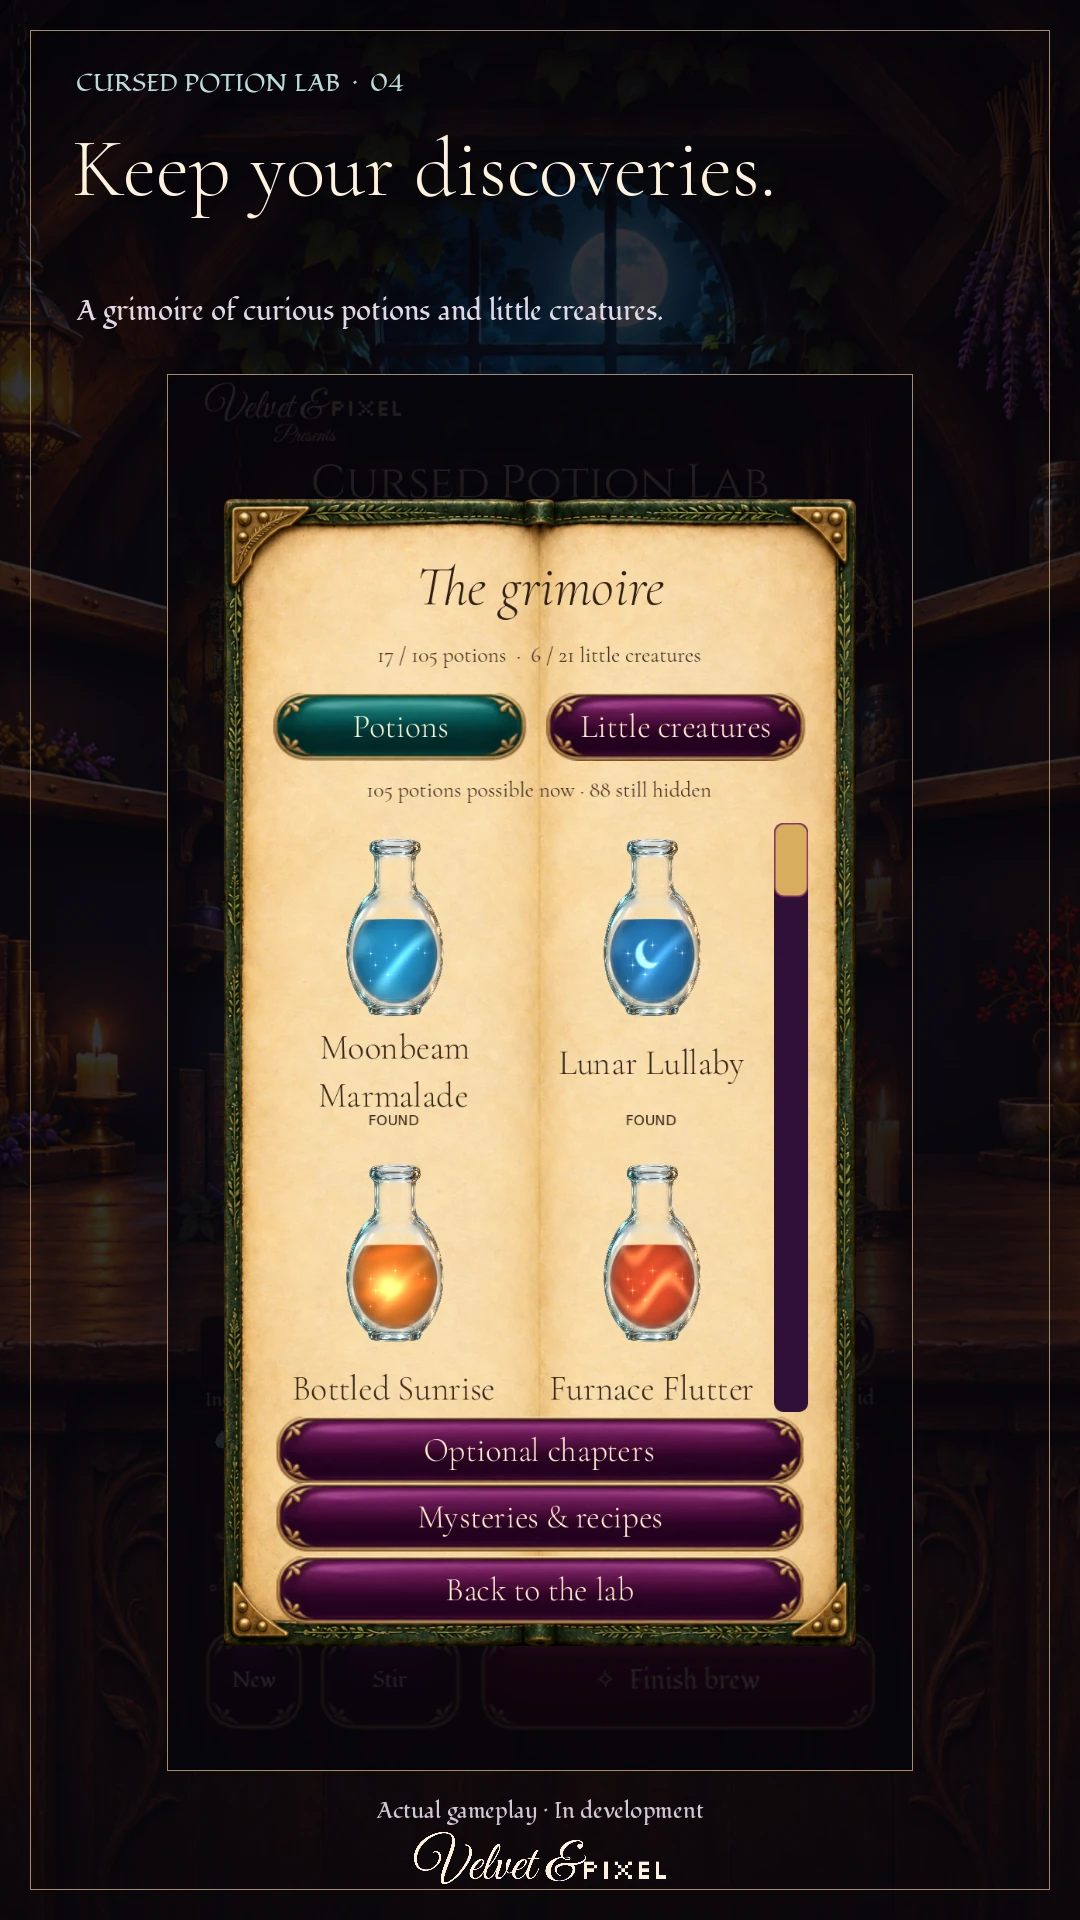 CURSED POTION LAB · 04
Keep your discoveries.
A grimoire of curious potions and little creatures.
Velvet & PIXEL
Presents
CURSED POTION LAB
The grimoire
17 / 105 potions · 6 / 21 little creatures
Potions
Little creatures
105 potions possible now · 88 still hidden
Moonbeam
Marmalade
FOUND
Lunar Lullaby
FOUND
Bottled Sunrise
Furnace Flutter
Optional chapters
Mysteries & recipes
Back to the lab
New
Stir
✧ Finish brew
Actual gameplay · In development
Velvet & PIXEL